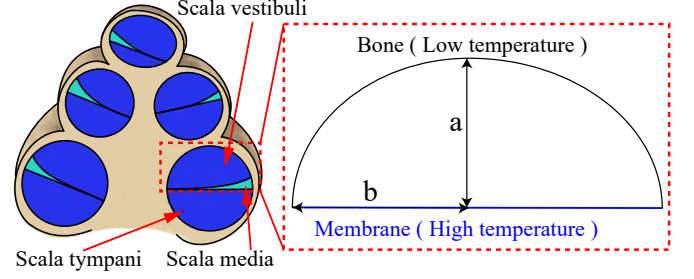 Scala vestibuli
Bone ( Low temperature )
a
b
Membrane ( High temperature )
Scala tympani
Scala media